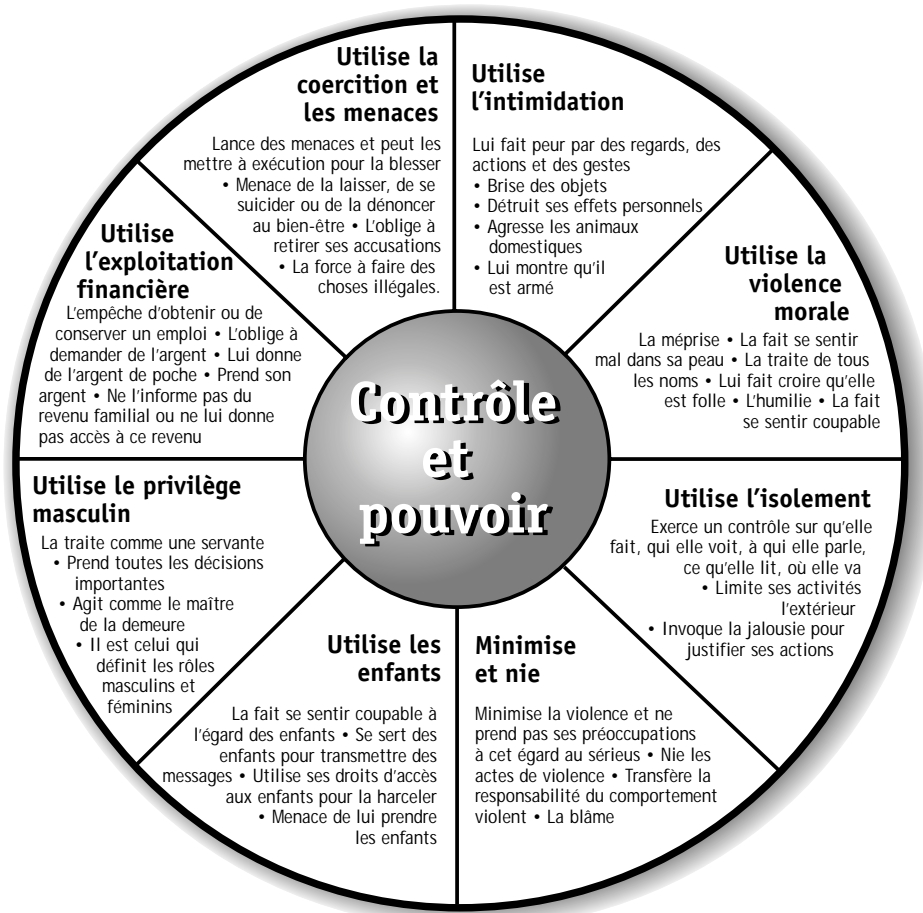 Utilise la
coercition et
les menaces
Lance des menaces et peut les
mettre à exécution pour la blesser
• Menace de la laisser, de se
suicider ou de la dénoncer
au bien-être • L'oblige à
retirer ses accusations
• La force à faire des
choses illégales.
Utilise
l'intimidation
Lui fait peur par des regards, des
actions et des gestes
• Brise des objets
• Détruit ses effets personnels
• Agresse les animaux
domestiques
• Lui montre qu'il
est armé
Utilise la
violence
morale
La méprise • La fait se sentir
mal dans sa peau • La traite de tous
les noms • Lui fait croire qu'elle
est folle • L'humilie • La fait
se sentir coupable
Utilise l'isolement
Exerce un contrôle sur qu'elle
fait, qui elle voit, à qui elle parle,
ce qu'elle lit, où elle va
• Limite ses activités
l'extérieur
• Invoque la jalousie pour
justifier ses actions
Minimise
et nie
Minimise la violence et ne
prend pas ses préoccupations
à cet égard au sérieux • Nie les
actes de violence • Transfère la
responsabilité du comportement
violent • La blâme
Utilise les
enfants
La fait se sentir coupable à
l'égard des enfants • Se sert des
enfants pour transmettre des
messages • Utilise ses droits d'accès
aux enfants pour la harceler
• Menace de lui prendre
les enfants
Utilise le privilège
masculin
La traite comme une servante
• Prend toutes les décisions
importantes
• Agit comme le maître
de la demeure
• Il est celui qui
définit les rôles
masculins et
féminins
Utilise
l'exploitation
financière
L'empêche d'obtenir ou de
conserver un emploi • L'oblige à
demander de l'argent • Lui donne
de l'argent de poche • Prend son
argent • Ne l'informe pas du
revenu familial ou ne lui donne
pas accès à ce revenu
Contrôle
et
pouvoir